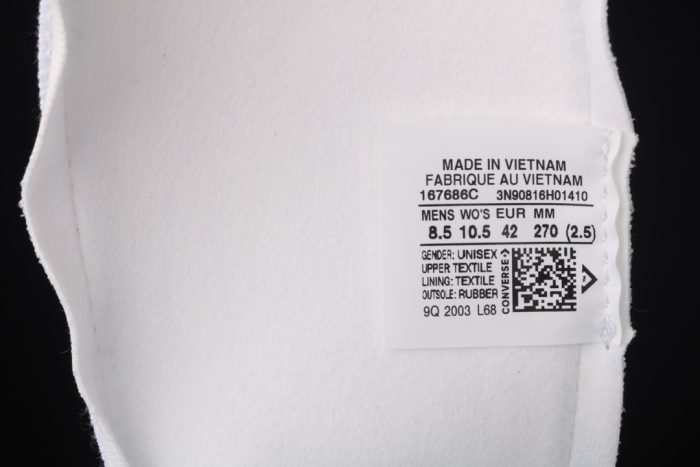 MADE IN VIETNAM
FABRIQUE AU VIETNAM
167686C 3N90816H01410
MENS WO'S EUR MM
8.5 10.5 42 270 (2.5)
GENDER: UNISEX
UPPER TEXTILE
LINING: TEXTILE
OUTSOLE: RUBBER
CONVERSE
9Q 2003 L68